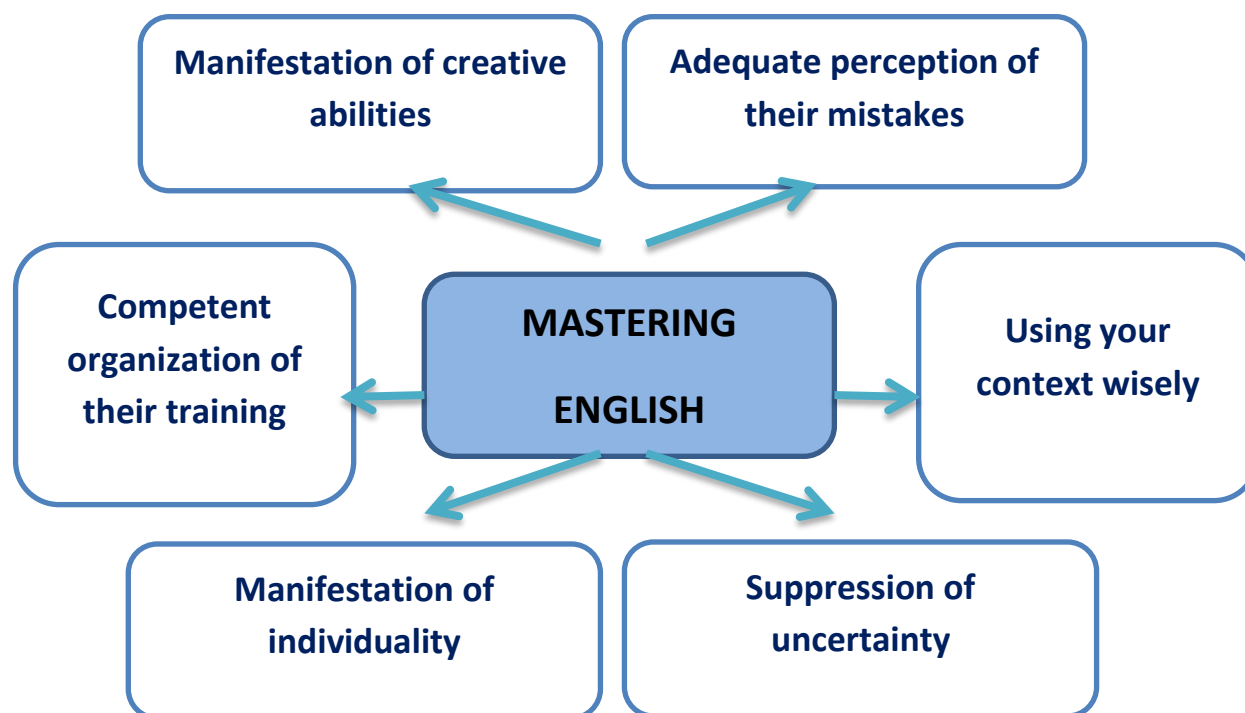 Manifestation of creative
abilities
Adequate perception of
their mistakes
Competent
organization of
their training
MASTERING
ENGLISH
Using your
context wisely
Manifestation of
individuality
Suppression of
uncertainty